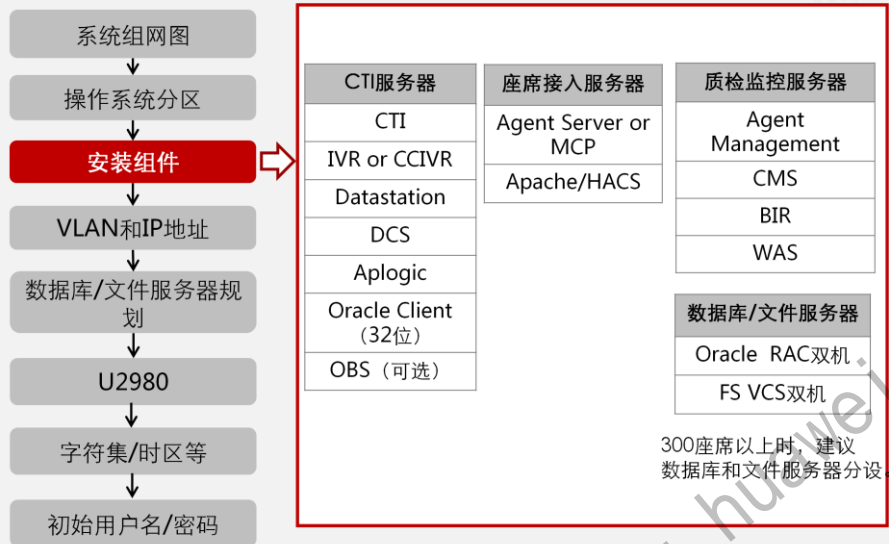 系统组网图
操作系统分区
安装组件
VLAN和IP地址
数据库/文件服务器规
划
U2980
字符集/时区等
初始用户名/密码
CTI服务器
CTI
IVR or CCIVR
Datastation
DCS
Aplogic
Oracle Client
（32位）
OBS（可选）
座席接入服务器
Agent Server or
MCP
Apache/HACS
质检监控服务器
Agent
Management
CMS
BIR
WAS
数据库/文件服务器
Oracle RAC双机
FS VCS双机
300座席以上时，建议
数据库和文件服务器分设。
huawei